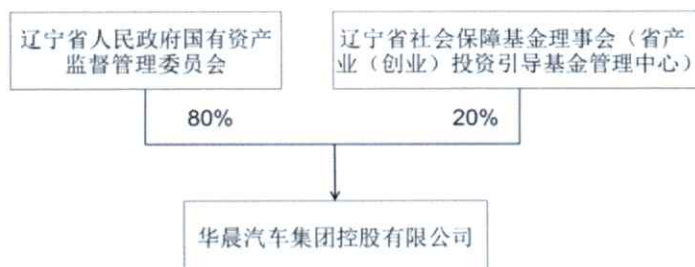 辽宁省人民政府国有资产
监督管理委员会
辽宁省社会保障基金理事会（省产
业（创业）投资引导基金管理中心）
80%
20%
华晨汽车集团控股有限公司